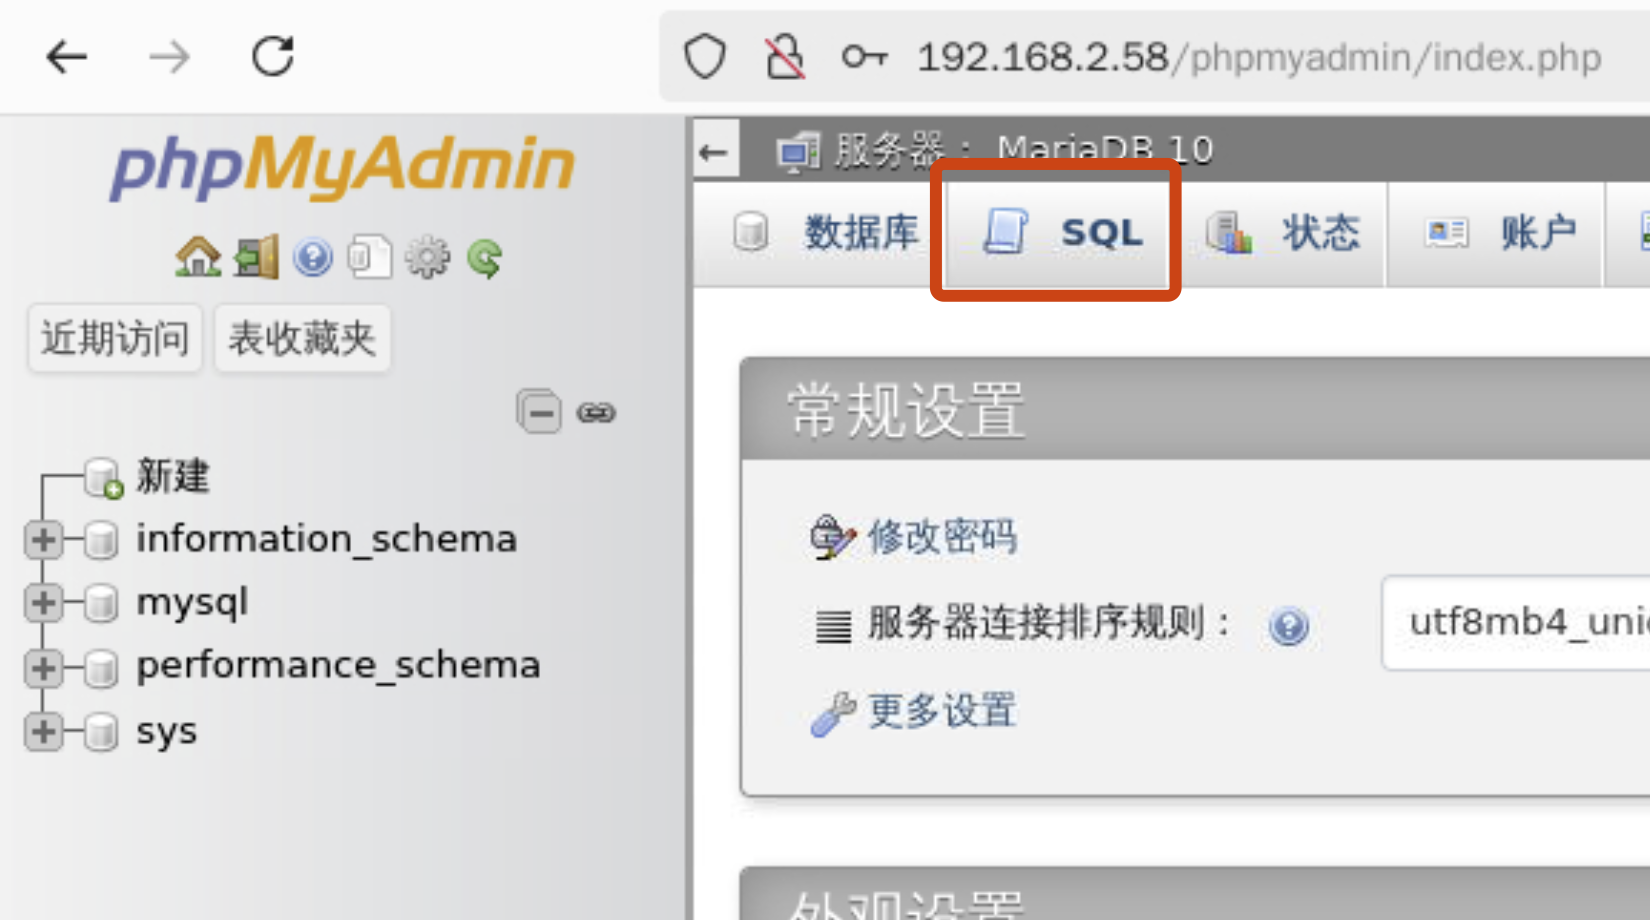 192.168.2.58/phpmyadmin/index.php
phpMyAdmin
近期访问
表收藏夹
新建
information_schema
mysql
performance_schema
sys
服务器： MariaDB 10
数据库
SQL
状态
账户
常规设置
修改密码
服务器连接排序规则：
utf8mb4_uni
更多设置
外观设置